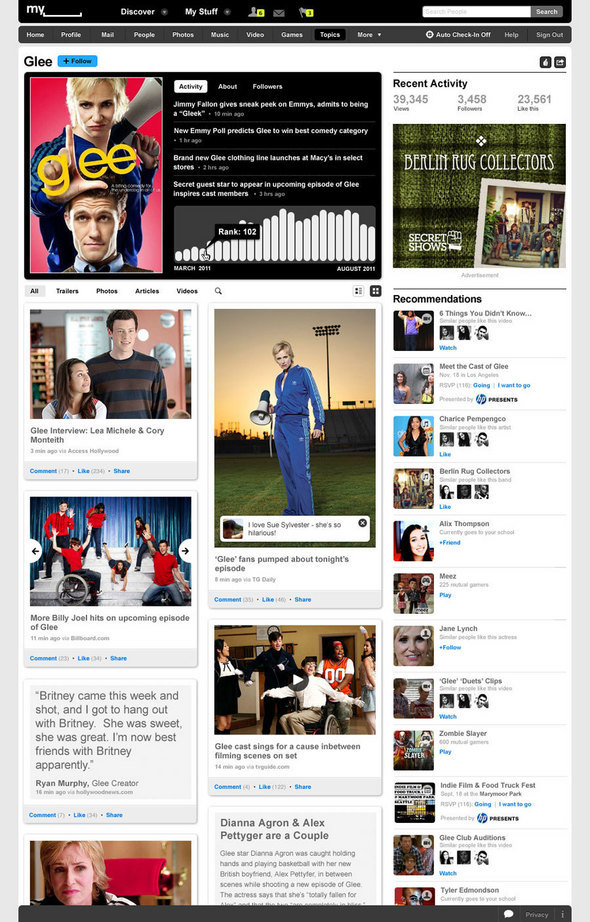 my
Discover
My Stuff
6
3
Search People
Search
Home
Profile
Mail
People
Photos
Music
Video
Games
Topics
More
Auto Check-In Off
Help
Sign Out
Glee
+ Follow
glee
Activity
About
Followers
Jimmy Fallon gives sneak peek on Emmys, admits to being
a “Gleek” • 10 min ago
New Emmy Poll predicts Glee to win best comedy category
• 1 hr ago
Brand new Glee clothing line launches at Macy's in select
stores • 2 hrs ago
Secret guest star to appear in upcoming episode of Glee
inspires cast members • 3 hrs ago
Rank: 102
MARCH 2011
AUGUST 2011
Recent Activity
39,345
Views
3,458
Followers
23,561
Like this
BERLIN RUG COLLECTORS
SECRET
SHOWS
Advertisement
All
Trailers
Photos
Articles
Videos
Glee Interview: Lea Michele & Cory
Monteith
3 min ago via Access Hollywood
Comment (17) • Like (234) • Share
More Billy Joel hits on upcoming episode
of Glee
11 min ago via Billboard.com
Comment (23) • Like (34) • Share
“Britney came this week and
shot, and I got to hang out
with Britney. She was sweet,
she was great. I'm now best
friends with Britney
apparently.”
Ryan Murphy, Glee Creator
16 min ago via hollywoodnews.com
Comment (7) • Like (34) • Share
I love Sue Sylvester - she's so
hilarious!
‘Glee’ fans pumped about tonight's
episode
8 min ago via TG Daily
Comment (35) • Like (46) • Share
Glee cast sings for a cause inbetween
filming scenes on set
14 min ago via tvguide.com
Comment (4) • Like (122) • Share
Dianna Agron & Alex
Pettyger are a Couple
Glee star Dianna Agron was caught holding
hands and playing basketball with her new
British boyfriend, Alex Pettyfer, in between
scenes while shooting a new episode of Glee.
The actress says that she's “totally fallen for
Recommendations
6 Things You Didn't Know...
Similar people like this video
Watch
Meet the Cast of Glee
Nov. 18 in Los Angeles
RSVP (116): Going | I want to go
Presented by hp PRESENTS
Charice Pempengco
Similar people like this artist
Like
Berlin Rug Collectors
Similar people like this band
Like
Alix Thompson
Currently goes to your school
+Friend
Meez
225 mutual gamers
Play
Jane Lynch
Similar people like this actress
+Follow
‘Glee’ ‘Duets’ Clips
Similar people like this video
Watch
Zombie Slayer
600 mutual gamers
Play
Indie Film & Food Truck Fest
Sept. 16 at the Marymoor Park
RSVP (116): Going | I want to go
Presented by hp PRESENTS
Glee Club Auditions
Similar people like this video
Watch
Tyler Edmondson
Privacy
i